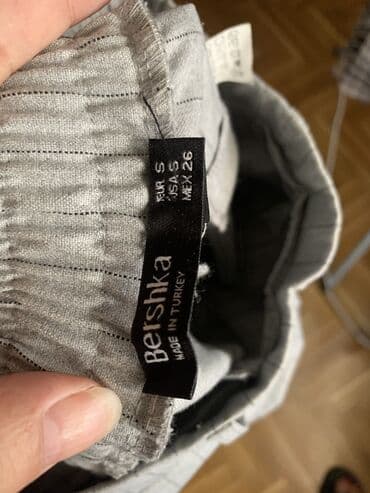 Bershka
MADE IN TURKEY
EUR S
USA S
MEX 26